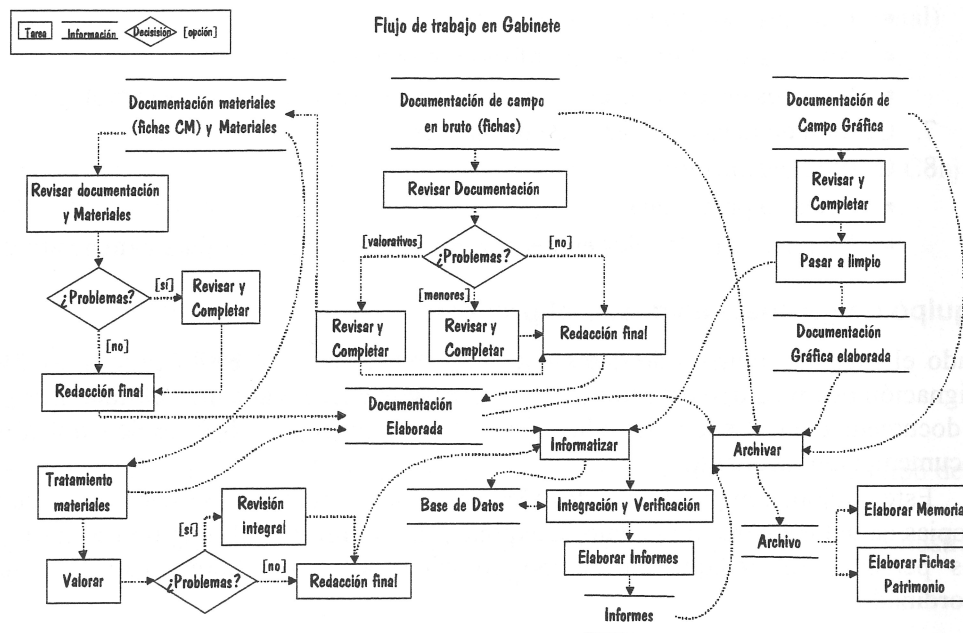 Flujo de trabajo en Gabinete
Tarea
Información
Decisisión
[opción]
Documentación materiales
(fichas CM) y Materiales
Documentación de campo
en bruto (fichas)
Documentación de
Campo Gráfica
Revisar documentación
y Materiales
Revisar Documentación
Revisar y
Completar
¿Problemas?
[sí]
Revisar y
Completar
[no]
Redacción final
[valorativos]
¿Problemas?
[no]
[menores]
Revisar y
Completar
Revisar y
Completar
Redacción final
Pasar a limpio
Documentación
Gráfica elaborada
Documentación
Elaborada
Informatizar
Archivar
Tratamiento
materiales
Valorar
¿Problemas?
[sí]
Revisión
integral
[no]
Redacción final
Base de Datos
Integración y Verificación
Elaborar Informes
Informes
Archivo
Elaborar Memoria
Elaborar Fichas
Patrimonio